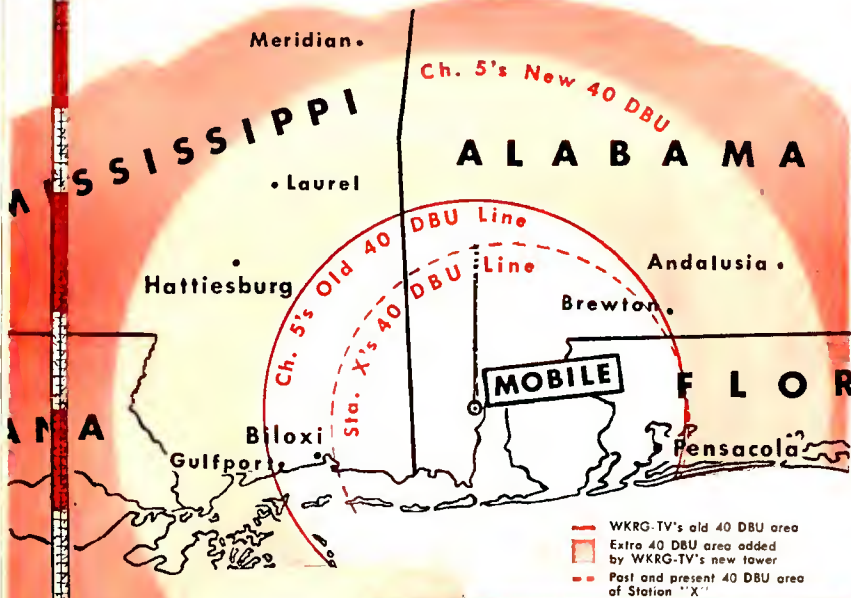 Meridian
Ch. 5's New 40 DBU
MISSISSIPPI
ALABAMA
Laurel
Ch. 5's Old 40 DBU Line
Sta. X's 40 DBU Line
Hattiesburg
Andalusia
Brewton
MOBILE
FLOR
ANA
Biloxi
Gulfport
Pensacola
WKRG-TV's old 40 DBU area
Extra 40 DBU area added
by WKRG-TV's new tower
Past and present 40 DBU area
of Station "X"